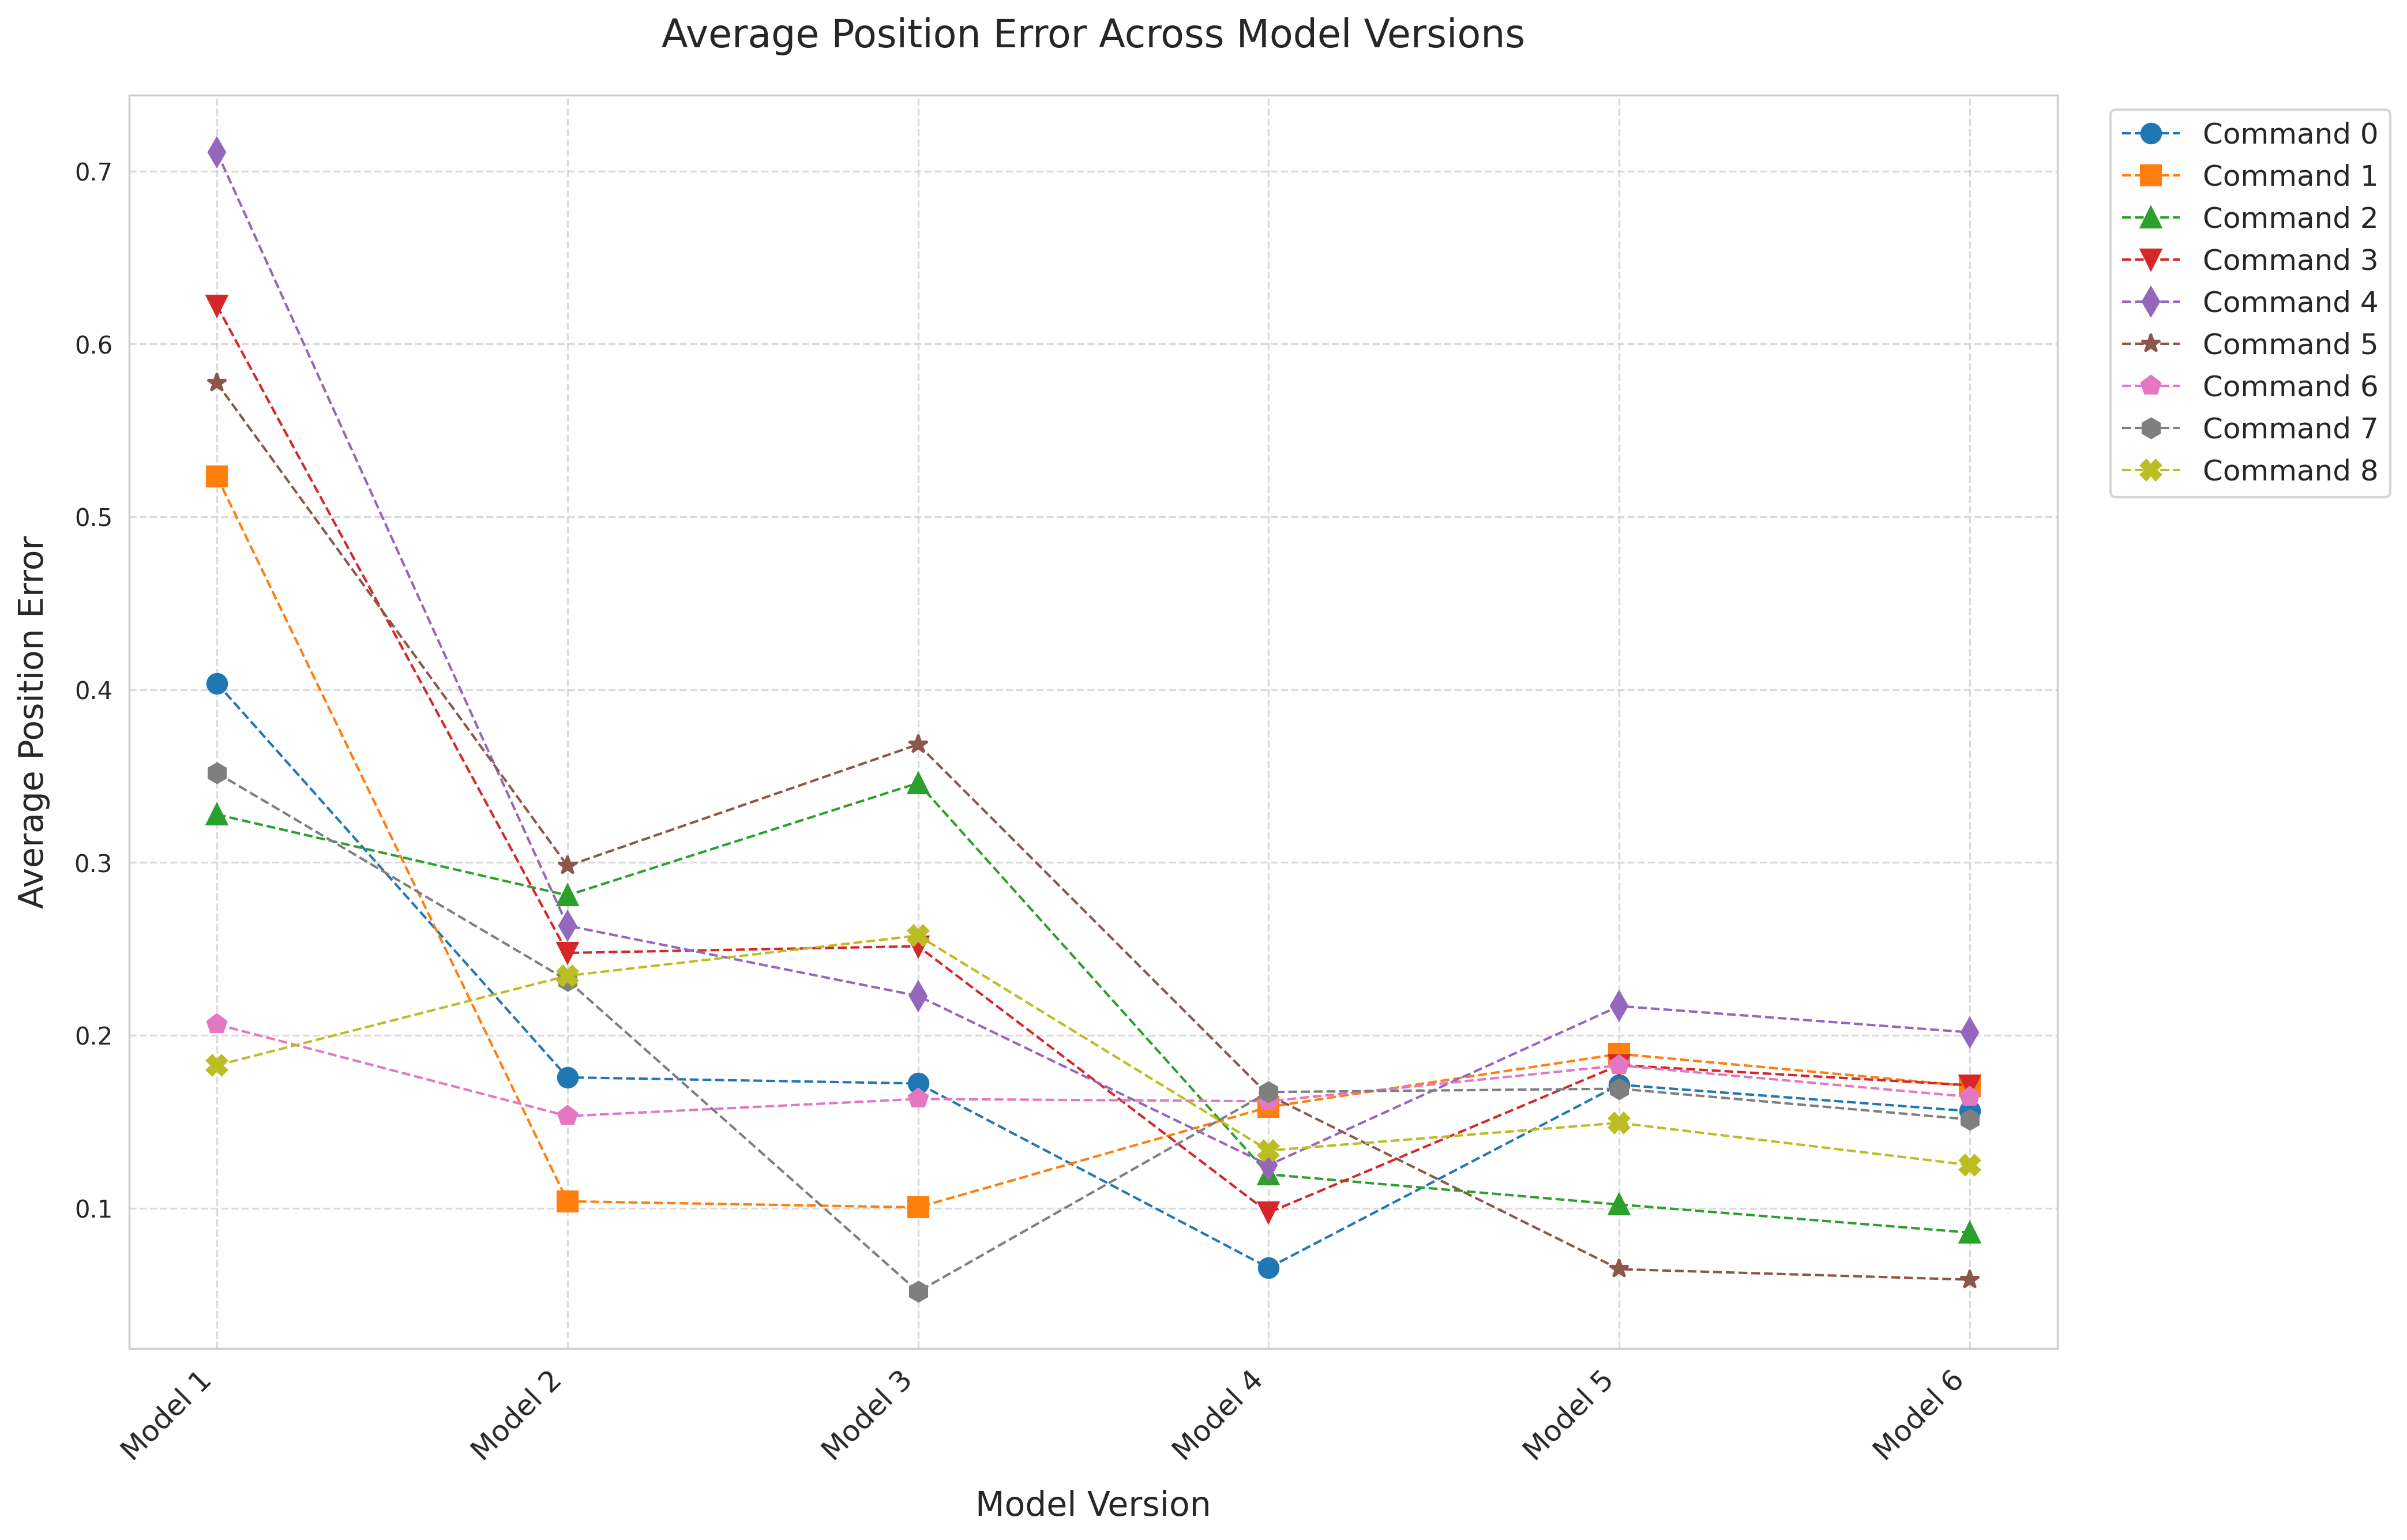 Average Position Error Across Model Versions
Average Position Error
0.7
0.6
0.5
0.4
0.3
0.2
0.1
Model 1
Model 2
Model 3
Model 4
Model 5
Model 6
Model Version
Command 0
Command 1
Command 2
Command 3
Command 4
Command 5
Command 6
Command 7
Command 8